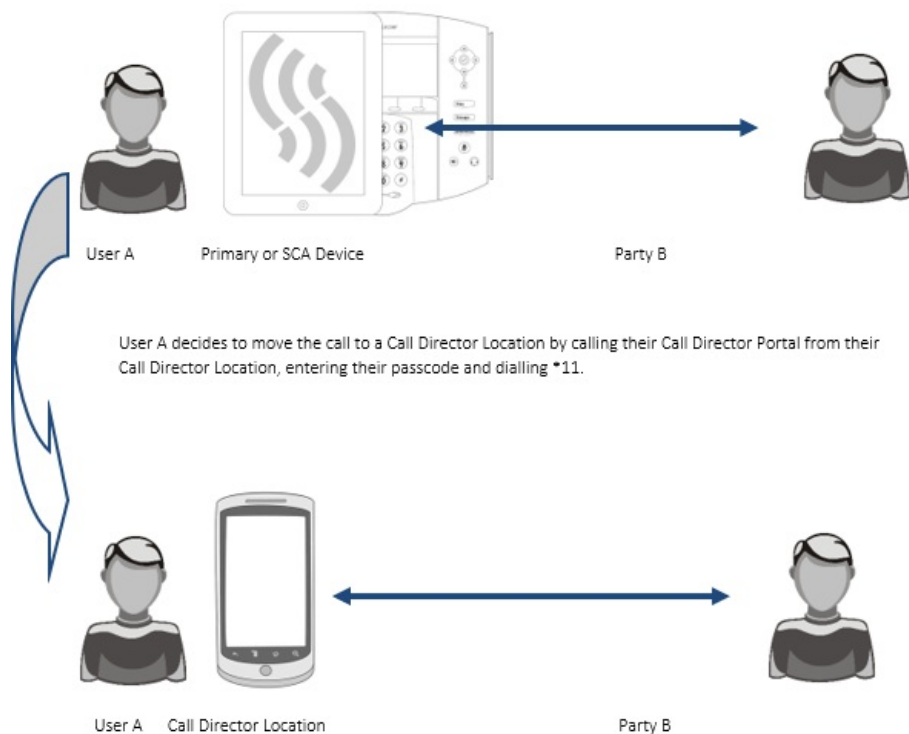 User A Primary or SCA Device Party B
User A decides to move the call to a Call Director Location by calling their Call Director Portal from their
Call Director Location, entering their passcode and dialling *11.
User A Call Director Location Party B